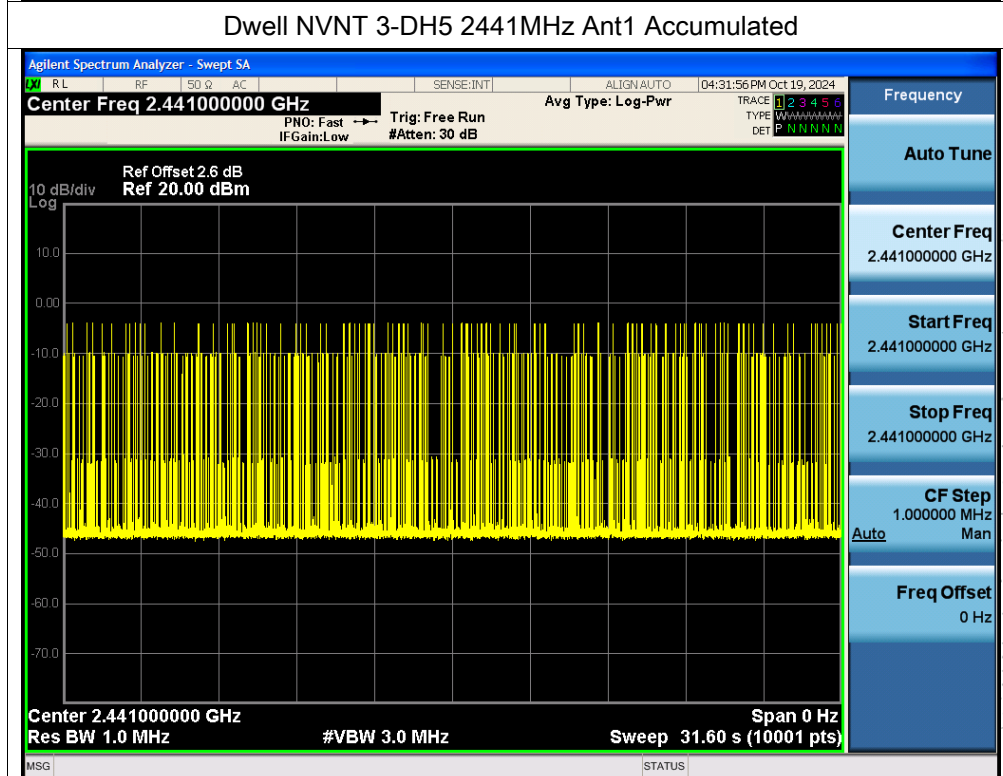 Dwell NVNT 3-DH5 2441MHz Ant1 Accumulated
Agilent Spectrum Analyzer - Swept SA
LXI RL RF 50 Ω AC SENSE:INT ALIGN AUTO 04:31:56 PM Oct 19, 2024
Center Freq 2.441000000 GHz
Avg Type: Log-Pwr
TRACE 1 2 3 4 5 6
PNO: Fast
Trig: Free Run
TYPE WWWWWW
IFGain:Low
#Atten: 30 dB
DET P N N N N N
Ref Offset 2.6 dB
10 dB/div Ref 20.00 dBm
Log
10.0
0.00
-10.0
-20.0
-30.0
-40.0
-50.0
-60.0
-70.0
Center 2.441000000 GHz
Span 0 Hz
Res BW 1.0 MHz
#VBW 3.0 MHz
Sweep 31.60 s (10001 pts)
MSG
STATUS
Frequency
Auto Tune
Center Freq
2.441000000 GHz
Start Freq
2.441000000 GHz
Stop Freq
2.441000000 GHz
CF Step
1.000000 MHz
Auto Man
Freq Offset
0 Hz